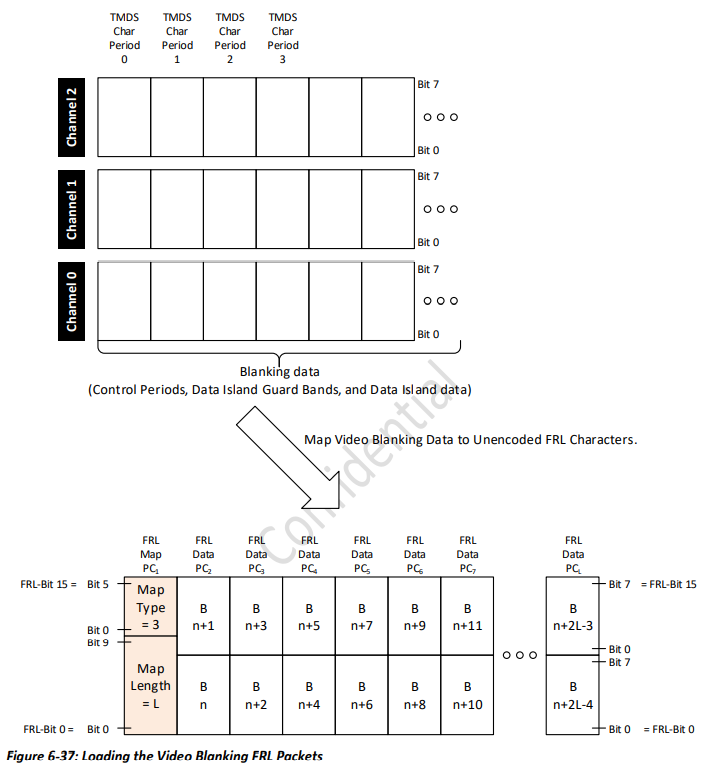 TMDS TMDS TMDS TMDS
Char Char Char Char
Period Period Period Period
0 1 2 3
Channel 2
Bit 7
Bit 0
Channel 1
Bit 7
Bit 0
Channel 0
Bit 7
Bit 0
Blanking data
(Control Periods, Data Island Guard Bands, and Data Island data)
Confidential
Map Video Blanking Data to Unencoded FRL Characters.
FRL FRL FRL FRL FRL FRL FRL FRL
Map Data Data Data Data Data Data Data
PC1 PC2 PC3 PC4 PC5 PC6 PC7 PCL
FRL-Bit 15 = Bit 5
Map Type = 3
Bit 0
B n+1
B n+3
B n+5
B n+7
B n+9
B n+11
B n+2L-3
Bit 7 = FRL-Bit 15
Bit 0
Bit 9
Map Length = L
FRL-Bit 0 = Bit 0
B n
B n+2
B n+4
B n+6
B n+8
B n+10
B n+2L-4
Bit 7
Bit 0 = FRL-Bit 0
Figure 6-37: Loading the Video Blanking FRL Packets